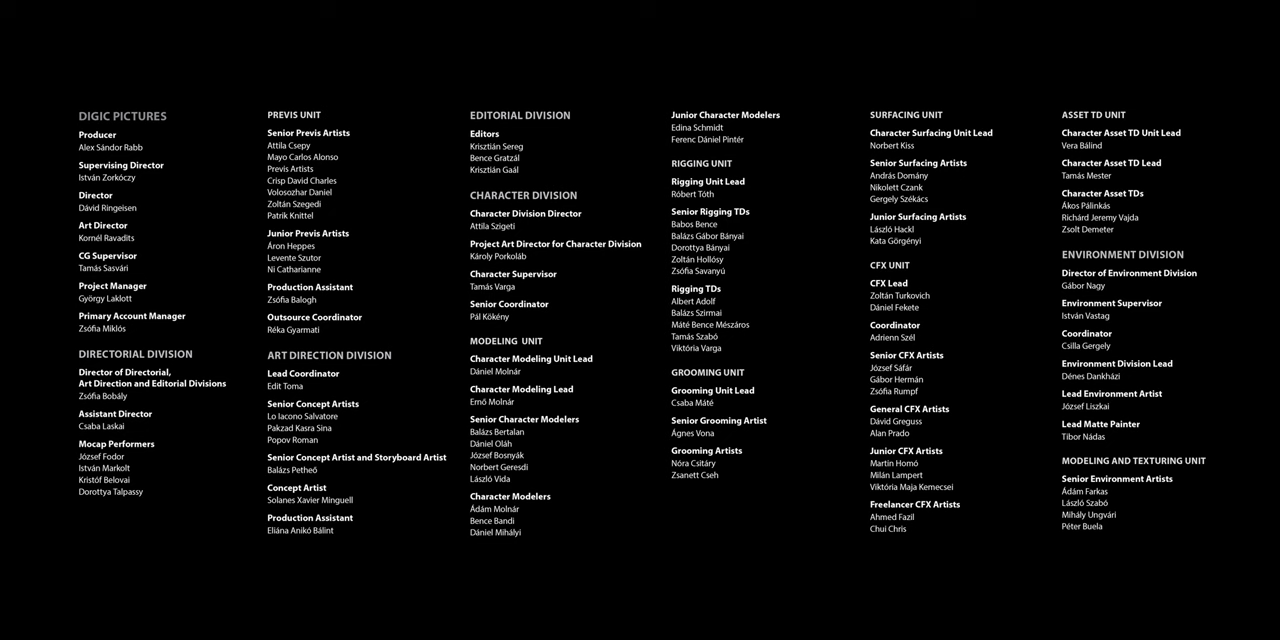 DIGIC PICTURES
Producer
Alex Sándor Rabb
Supervising Director
István Zorkóczy
Director
Dávid Ringeisen
Art Director
Kornél Ravadits
CG Supervisor
Tamás Sasvári
Project Manager
György Laklott
Primary Account Manager
Zsófia Miklós
DIRECTORIAL DIVISION
Director of Directorial,
Art Direction and Editorial Divisions
Zsófia Bobály
Assistant Director
Csaba Laskai
Mocap Performers
József Fodor
István Markolt
Kristóf Belovai
Dorottya Talpassy
PREVIS UNIT
Senior Previs Artists
Attila Csepy
Mayo Carlos Alonso
Previs Artists
Crisp David Charles
Volosozhar Daniel
Zoltán Szegedi
Patrik Knittel
Junior Previs Artists
Áron Heppes
Levente Szutor
Ni Catharianne
Production Assistant
Zsófia Balogh
Outsource Coordinator
Réka Gyarmati
ART DIRECTION DIVISION
Lead Coordinator
Edit Toma
Senior Concept Artists
Lo Iacono Salvatore
Pakzad Kasra Sina
Popov Roman
Senior Concept Artist and Storyboard Artist
Balázs Pethő
Concept Artist
Solanes Xavier Minguell
Production Assistant
Eliána Anikó Bálint
EDITORIAL DIVISION
Editors
Krisztián Sereg
Bence Gratzál
Krisztián Gaál
CHARACTER DIVISION
Character Division Director
Attila Szigeti
Project Art Director for Character Division
Károly Porkoláb
Character Supervisor
Tamás Varga
Senior Coordinator
Pál Kökény
MODELING UNIT
Character Modeling Unit Lead
Dániel Molnár
Character Modeling Lead
Ernő Molnár
Senior Character Modelers
Balázs Bertalan
Dániel Oláh
József Bosnyák
Norbert Geresdi
László Vida
Character Modelers
Ádám Molnár
Bence Bandi
Dániel Mihályi
Junior Character Modelers
Edina Schmidt
Ferenc Dániel Pintér
RIGGING UNIT
Rigging Unit Lead
Róbert Tóth
Senior Rigging TDs
Babos Bence
Balázs Gábor Bányai
Dorottya Bányai
Zoltán Hollósy
Zsófia Savanyú
Rigging TDs
Albert Adolf
Balázs Szirmai
Máté Bence Mészáros
Tamás Szabó
Viktória Varga
GROOMING UNIT
Grooming Unit Lead
Csaba Máté
Senior Grooming Artist
Ágnes Vona
Grooming Artists
Nóra Csitáry
Zsanett Cseh
SURFACING UNIT
Character Surfacing Unit Lead
Norbert Kiss
Senior Surfacing Artists
András Domány
Nikolett Czank
Gergely Székács
Junior Surfacing Artists
László Hackl
Kata Görgényi
CFX UNIT
CFX Lead
Zoltán Turkovich
Dániel Fekete
Coordinator
Adrienn Szél
Senior CFX Artists
József Sáfár
Gábor Hermán
Zsófia Rumpf
General CFX Artists
Dávid Greguss
Alan Prado
Junior CFX Artists
Martin Homó
Milán Lampert
Viktória Maja Kemecsei
Freelancer CFX Artists
Ahmed Fazil
Chui Chris
ASSET TD UNIT
Character Asset TD Unit Lead
Vera Bálind
Character Asset TD Lead
Tamás Mester
Character Asset TDs
Ákos Pálinkás
Richárd Jeremy Vajda
Zsolt Demeter
ENVIRONMENT DIVISION
Director of Environment Division
Gábor Nagy
Environment Supervisor
István Vastag
Coordinator
Csilla Gergely
Environment Division Lead
Dénes Dankházi
Lead Environment Artist
József Liszkai
Lead Matte Painter
Tibor Nádas
MODELING AND TEXTURING UNIT
Senior Environment Artists
Ádám Farkas
László Szabó
Mihály Ungvári
Péter Buela